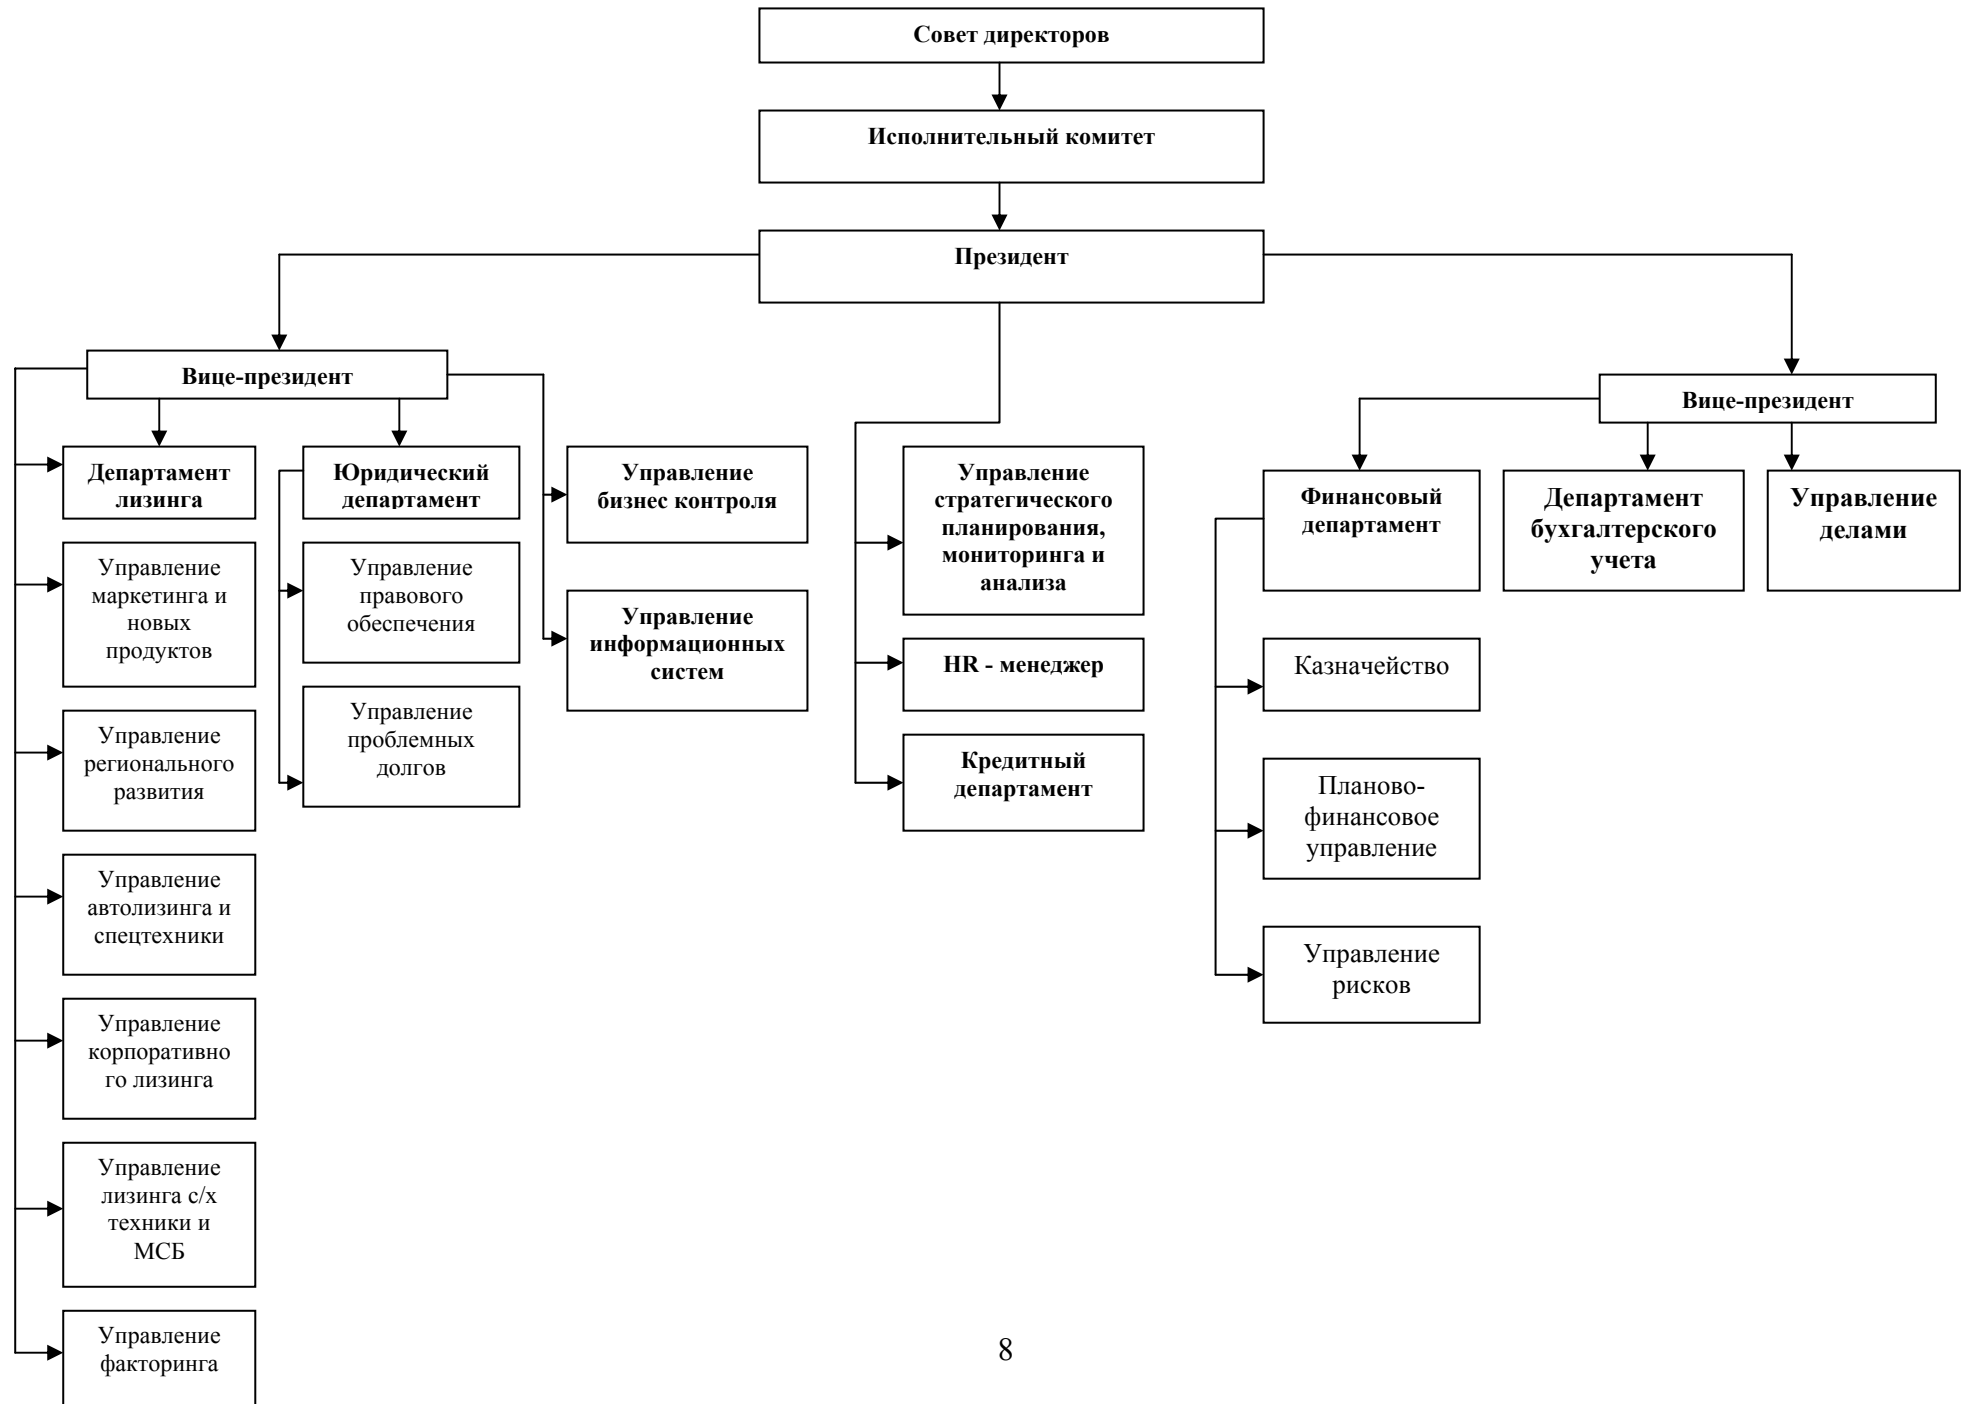 Совет директоров
Исполнительный комитет
Президент
Вице-президент
Департамент
лизинга
Управление
маркетинга и
новых
продуктов
Управление
регионального
развития
Управление
автолизинга и
спецтехники
Управление
корпоративно
го лизинга
Управление
лизинга с/х
техники и
МСБ
Управление
факторинга
Юридический
департамент
Управление
правового
обеспечения
Управление
проблемных
долгов
Управление
бизнес контроля
Управление
информационных
систем
Управление
стратегического
планирования,
мониторинга и
анализа
HR - менеджер
Кредитный
департамент
Вице-президент
Финансовый
департамент
Казначейство
Планово-
финансовое
управление
Управление
рисков
Департамент
бухгалтерского
учета
Управление
делами
8